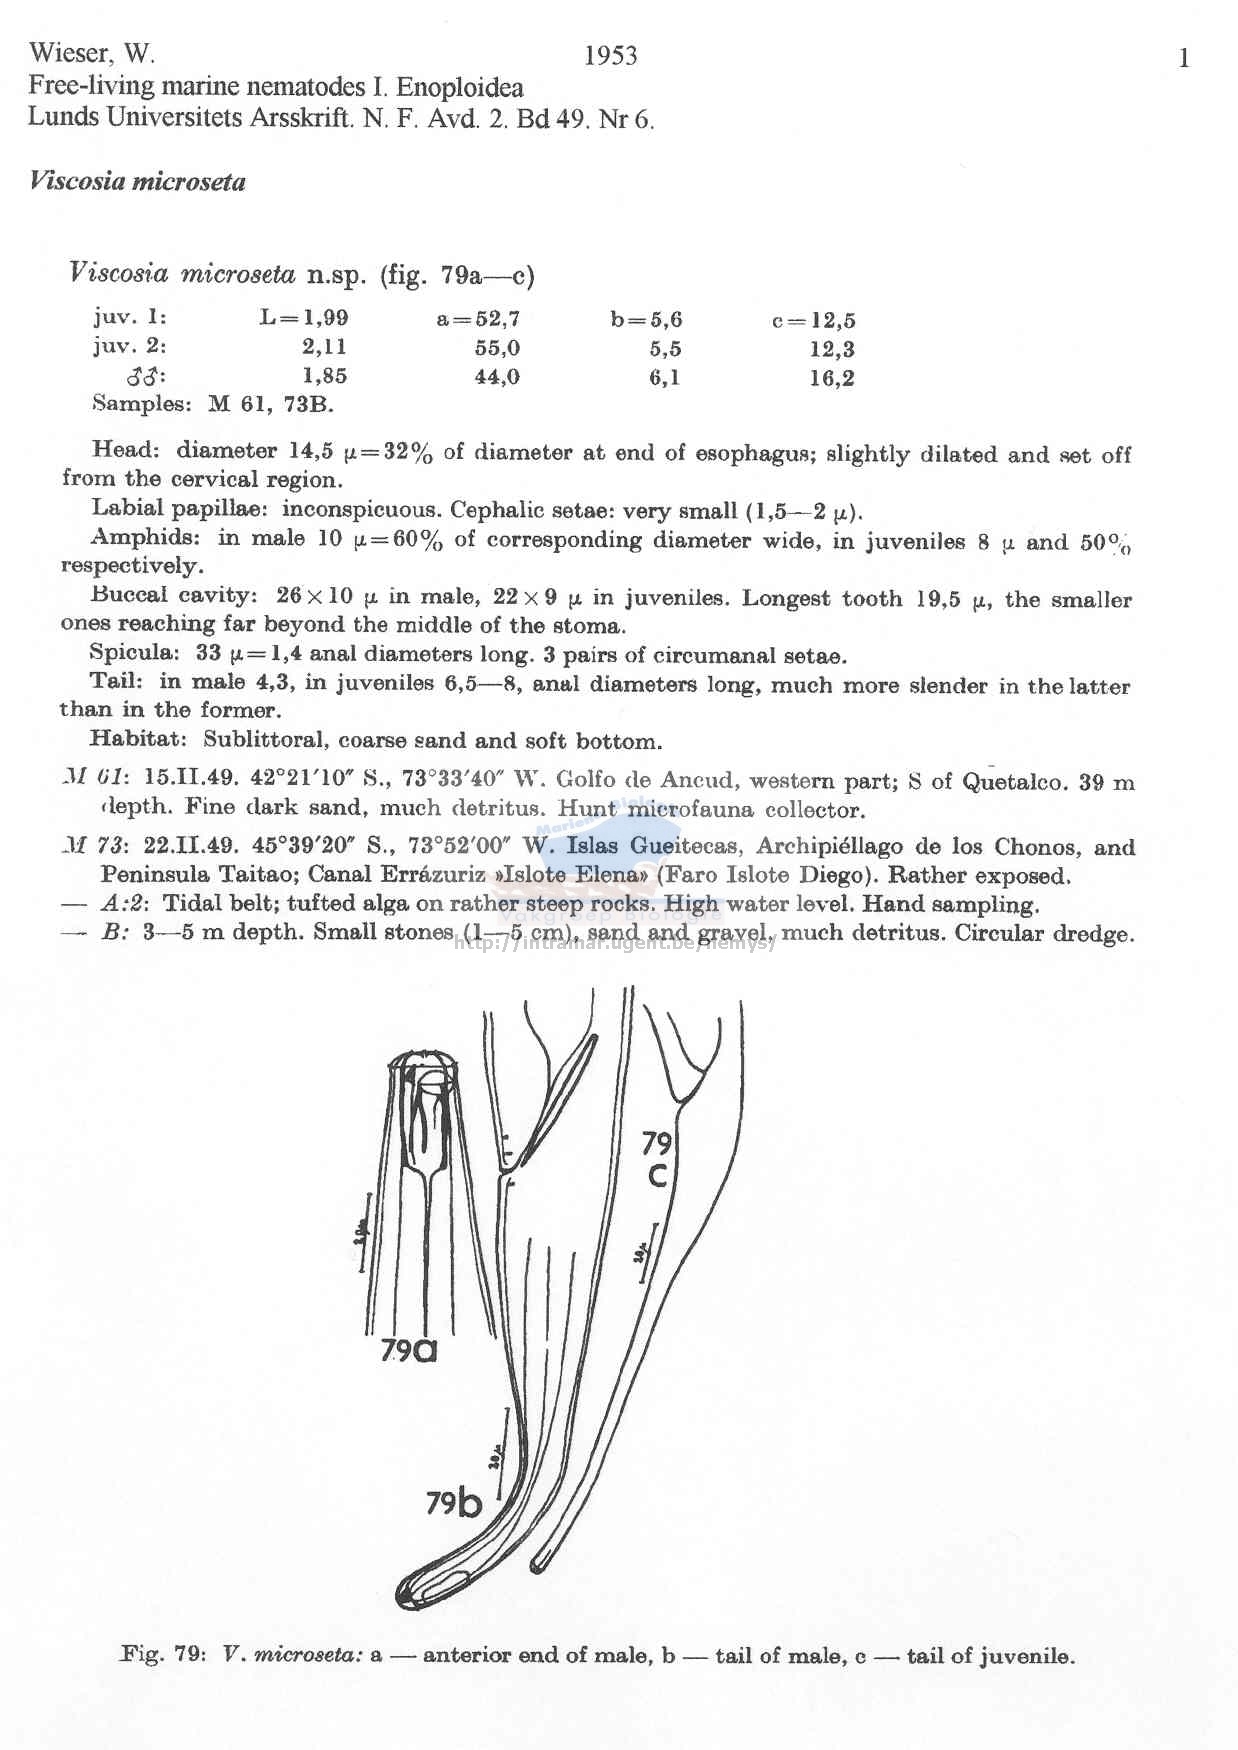 Wieser, W. 1953 1
Free-living marine nematodes I. Enoploidea
Lunds Universitets Arsskrift. N. F. Avd. 2. Bd 49. Nr 6.
Viscosia microseta
Viscosia microseta n.sp. (fig. 79a—c)
juv. 1: L=1,99 a=52,7 b=5,6 c=12,5
juv. 2: 2,11 55,0 5,5 12,3
♂♂: 1,85 44,0 6,1 16,2
Samples: M 61, 73B.
Head: diameter 14,5 µ=32% of diameter at end of esophagus; slightly dilated and set off
from the cervical region.
Labial papillae: inconspicuous. Cephalic setae: very small (1,5—2 µ).
Amphids: in male 10 µ=60% of corresponding diameter wide, in juveniles 8 µ and 50%
respectively.
Buccal cavity: 26×10 µ in male, 22×9 µ in juveniles. Longest tooth 19,5 µ, the smaller
ones reaching far beyond the middle of the stoma.
Spicula: 33 µ=1,4 anal diameters long. 3 pairs of circumanal setae.
Tail: in male 4,3, in juveniles 6,5—8, anal diameters long, much more slender in the latter
than in the former.
Habitat: Sublittoral, coarse sand and soft bottom.
M 61: 15.II.49. 42°21′10″ S., 73°33′40″ W. Golfo de Ancud, western part; S of Quetalco. 39 m
depth. Fine dark sand, much detritus. Hunt microfauna collector.
M 73: 22.II.49. 45°39′20″ S., 73°52′00″ W. Islas Gueitecas, Archipiéllago de los Chonos, and
Peninsula Taitao; Canal Errázuriz »Islote Elena» (Faro Islote Diego). Rather exposed.
— A:2: Tidal belt; tufted alga on rather steep rocks. High water level. Hand sampling.
Vakgroep Biologie
— B: 3—5 m depth. Small stones (1—5 cm), sand and gravel, much detritus. Circular dredge.
http://intramar.ugent.be/nemys/
79
c
20µ
20µ
79a
20µ
79b
Fig. 79: V. microseta: a — anterior end of male, b — tail of male, c — tail of juvenile.